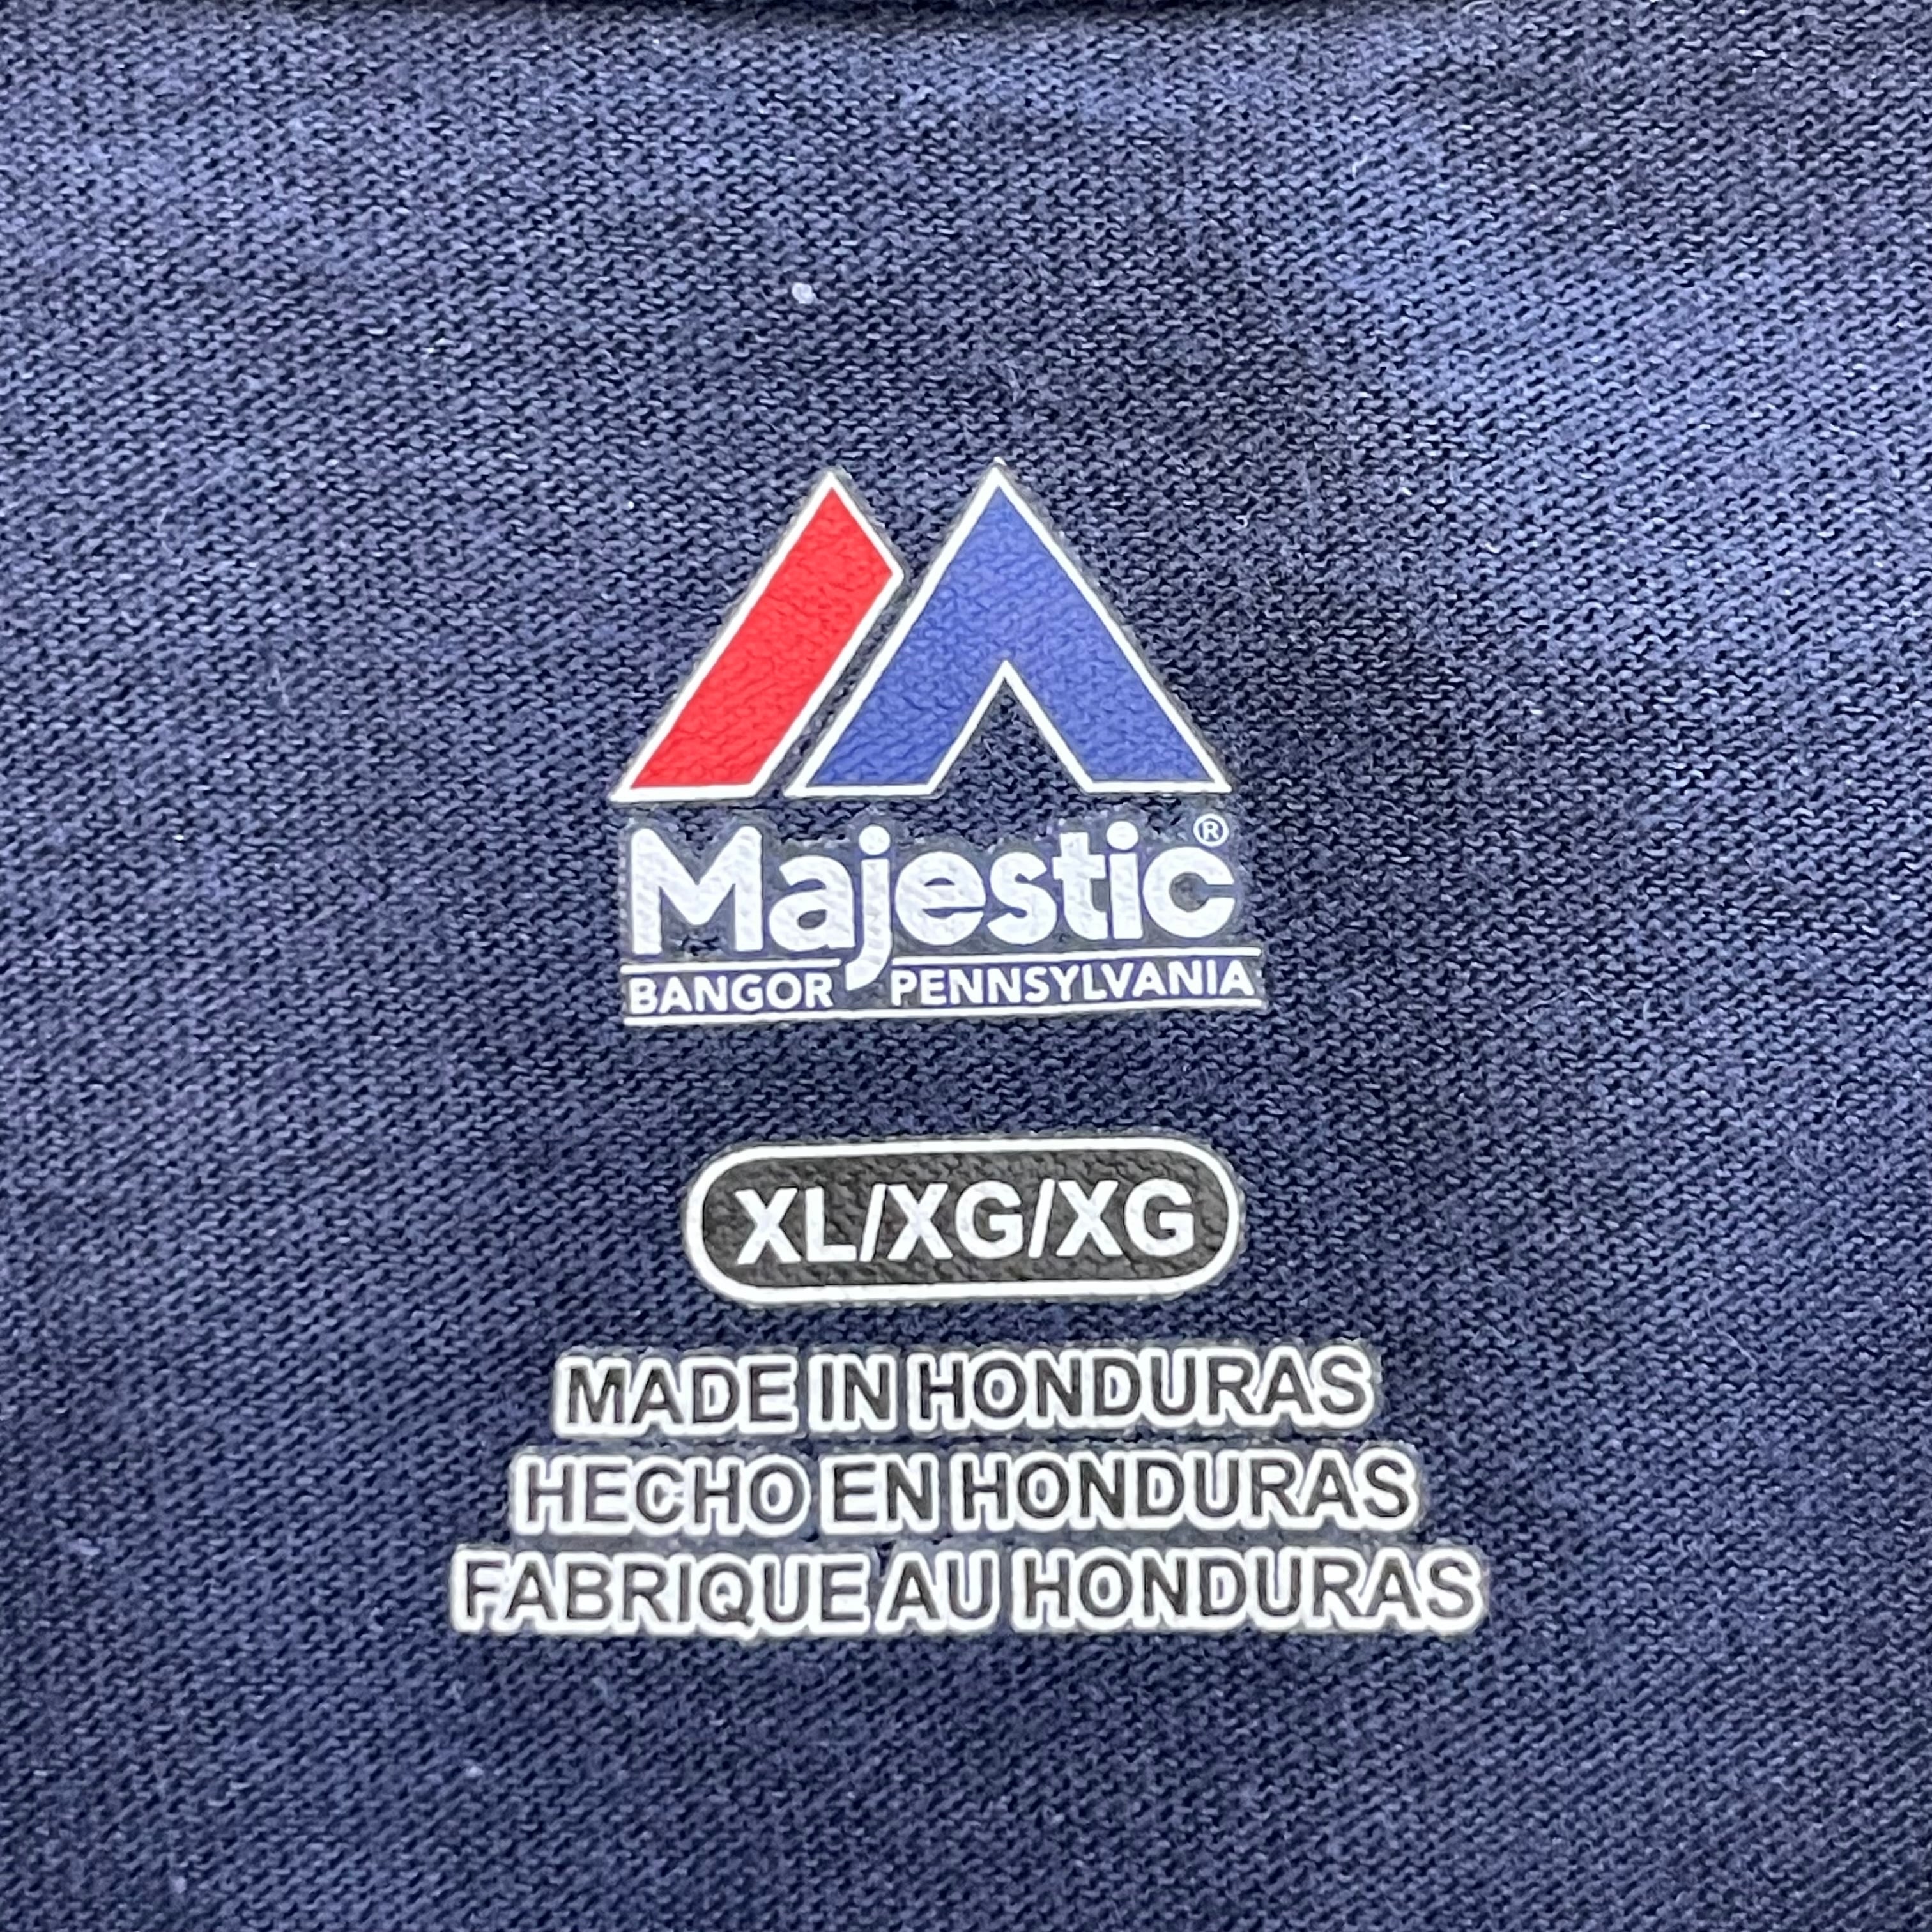 Majestic®
BANGOR PENNSYLVANIA
XL/XG/XG
MADE IN HONDURAS
HECHO EN HONDURAS
FABRIQUE AU HONDURAS